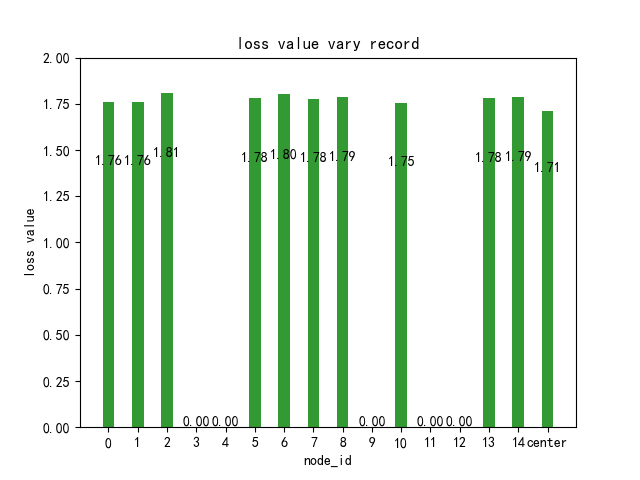 loss value vary record
2.00
1.75
1.50
1.25
1.00
0.75
0.50
0.25
0.00
loss value
1.76 1.76 1.81 0.00 0.00 1.78 1.80 1.78 1.79 0.00 1.75 0.00 0.00 1.78 1.79 1.71
0 1 2 3 4 5 6 7 8 9 10 11 12 13 14 center
node_id